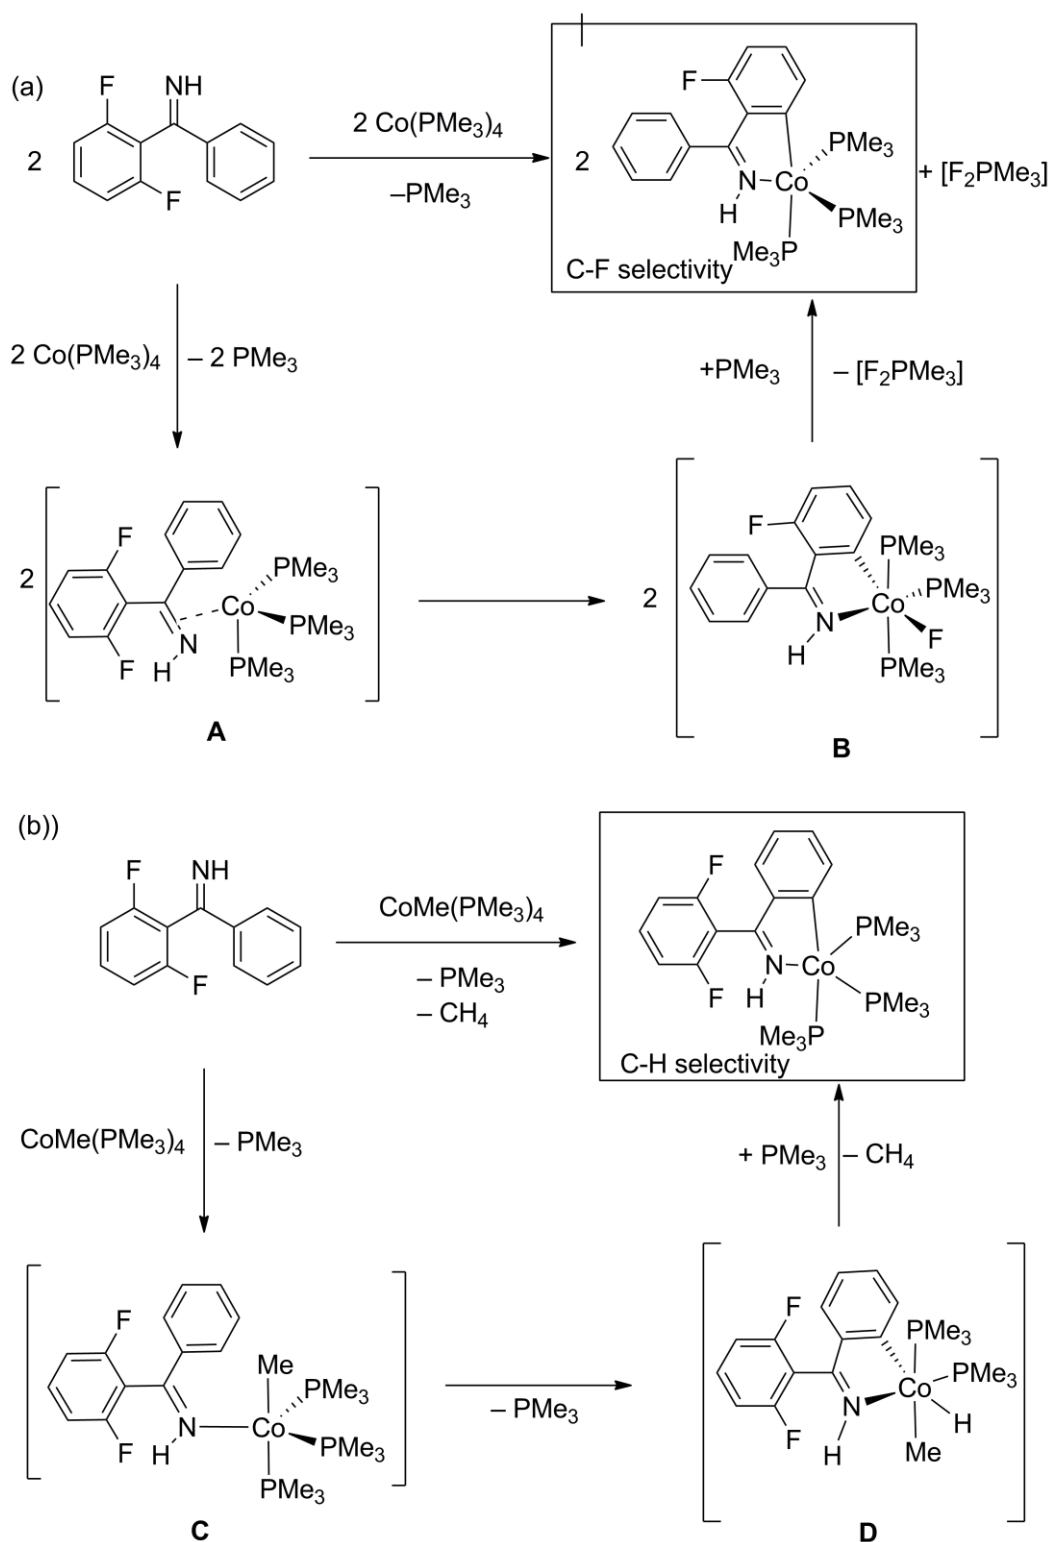 (a)
F
NH
F
2
2 Co(PMe3)4
–PMe3
2
F
N
H
Co
PMe3
PMe3
Me3P
C-F selectivity
+ [F2PMe3]
2 Co(PMe3)4
– 2 PMe3
+PMe3
– [F2PMe3]
2
F
F
N
H
Co
PMe3
PMe3
PMe3
A
2
F
N
H
Co
PMe3
PMe3
F
PMe3
B
(b))
F
NH
F
CoMe(PMe3)4
– PMe3
– CH4
F
F
N
H
Co
PMe3
PMe3
Me3P
C-H selectivity
CoMe(PMe3)4
– PMe3
+ PMe3
– CH4
F
F
N
H
Me
Co
PMe3
PMe3
PMe3
C
– PMe3
F
F
N
H
Co
PMe3
PMe3
H
Me
D